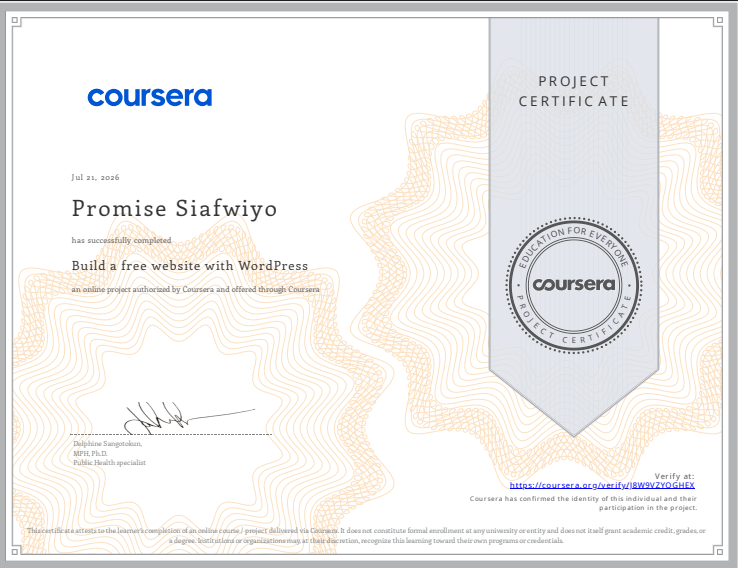 coursera
PROJECT
CERTIFICATE
Jul 21, 2026
Promise Siafwiyo
has successfully completed
Build a free website with WordPress
an online project authorized by Coursera and offered through Coursera
EDUCATION FOR EVERYONE
coursera
PROJECT CERTIFICATE
Delphine Sangotokun,
MPH, Ph.D.
Public Health specialist
Verify at:
https://coursera.org/verify/J8W9VZYOGHEX
Coursera has confirmed the identity of this individual and their
participation in the project.
This certificate attests to the learner's completion of an online course / project delivered via Coursera. It does not constitute formal enrollment at any university or entity and does not itself grant academic credit, grades, or
a degree. Institutions or organizations may, at their discretion, recognize this learning toward their own programs or credentials.